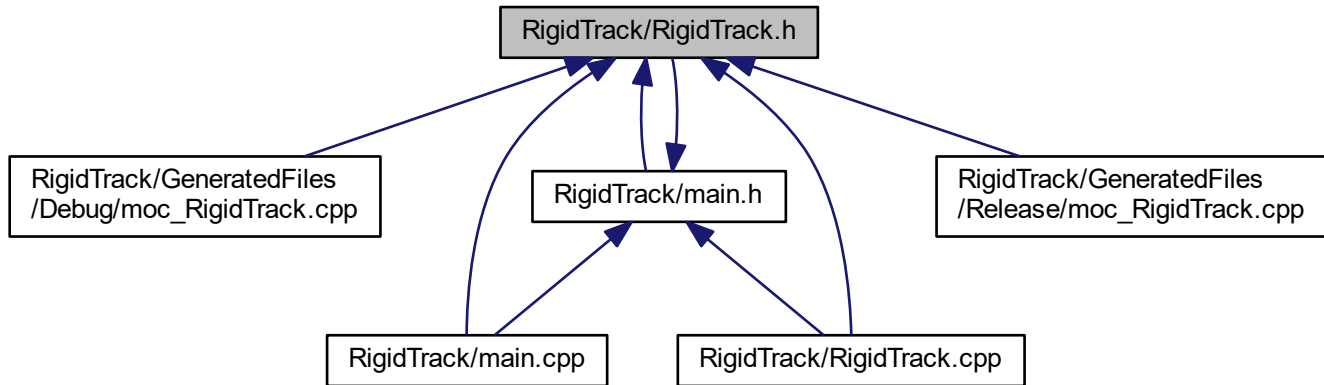 RigidTrack/RigidTrack.h
RigidTrack/GeneratedFiles
/Debug/moc_RigidTrack.cpp
RigidTrack/main.h
RigidTrack/GeneratedFiles
/Release/moc_RigidTrack.cpp
RigidTrack/main.cpp
RigidTrack/RigidTrack.cpp